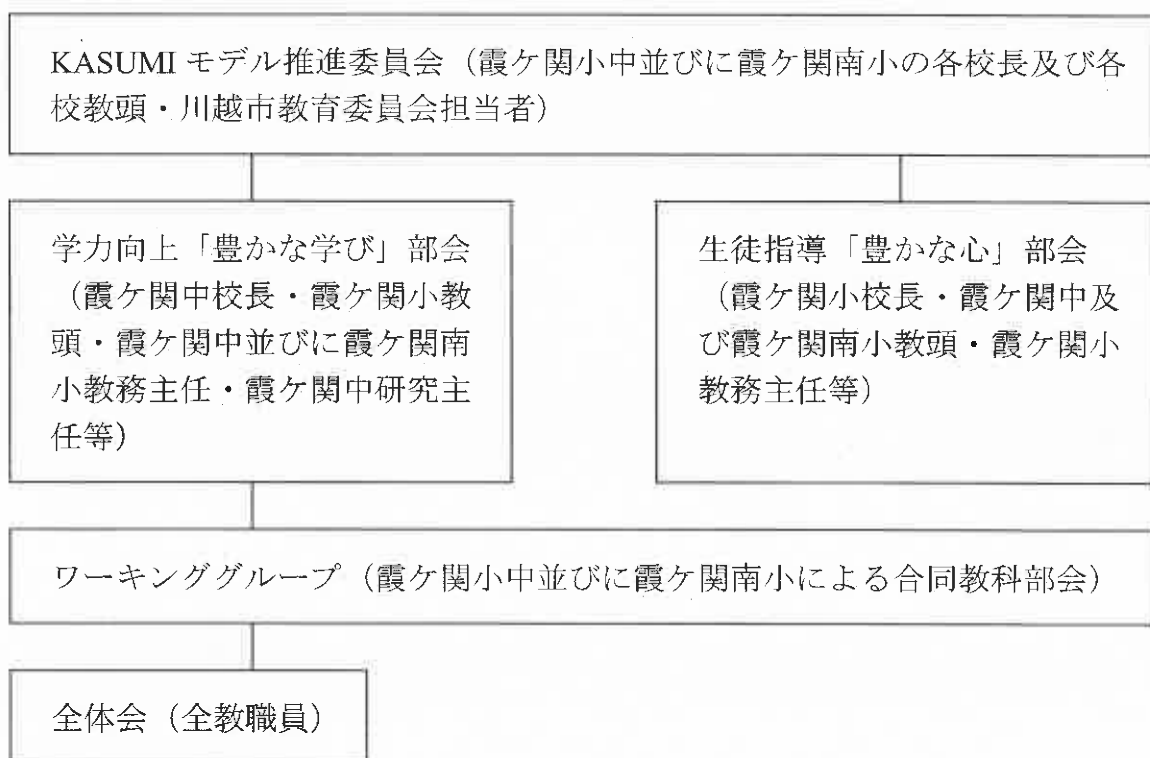 KASUMI モデル推進委員会（霞ケ関小中並びに霞ケ関南小の各校長及び各
校教頭・川越市教育委員会担当者）
学力向上「豊かな学び」部会
（霞ケ関中校長・霞ケ関小教
頭・霞ケ関中並びに霞ケ関南
小教務主任・霞ケ関中研究主
任等）
生徒指導「豊かな心」部会
（霞ケ関小校長・霞ケ関中及
び霞ケ関南小教頭・霞ケ関小
教務主任等）
ワーキンググループ（霞ケ関小中並びに霞ケ関南小による合同教科部会）
全体会（全教職員）